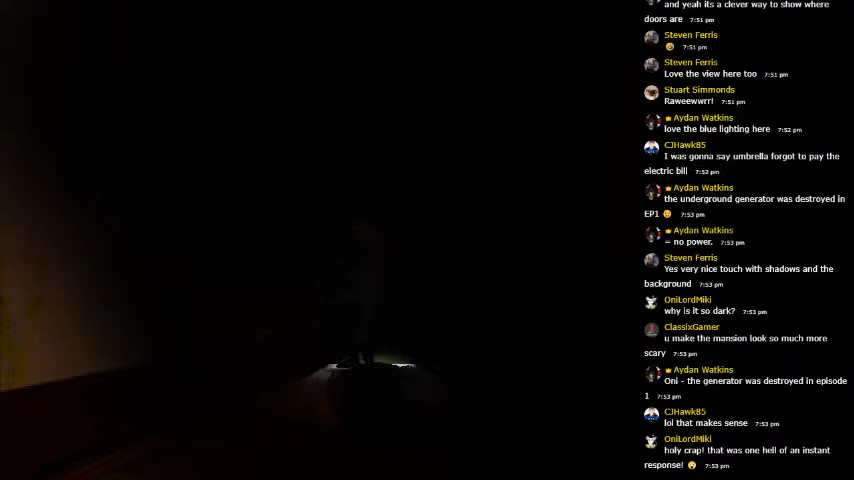 and yeah its a clever way to show where
doors are 7:51 pm
Steven Ferris
7:51 pm
Steven Ferris
Love the view here too 7:51 pm
Stuart Simmonds
Raweewwrr! 7:51 pm
Aydan Watkins
love the blue lighting here 7:52 pm
CJHawk85
I was gonna say umbrella forgot to pay the
electric bill 7:52 pm
Aydan Watkins
the underground generator was destroyed in
EP1 7:53 pm
Aydan Watkins
= no power. 7:53 pm
Steven Ferris
Yes very nice touch with shadows and the
background 7:53 pm
OniLordMiki
why is it so dark? 7:53 pm
ClassixGamer
u make the mansion look so much more
scary 7:53 pm
Aydan Watkins
Oni - the generator was destroyed in episode
1 7:53 pm
CJHawk85
lol that makes sense 7:53 pm
OniLordMiki
holy crap! that was one hell of an instant
response! 7:53 pm